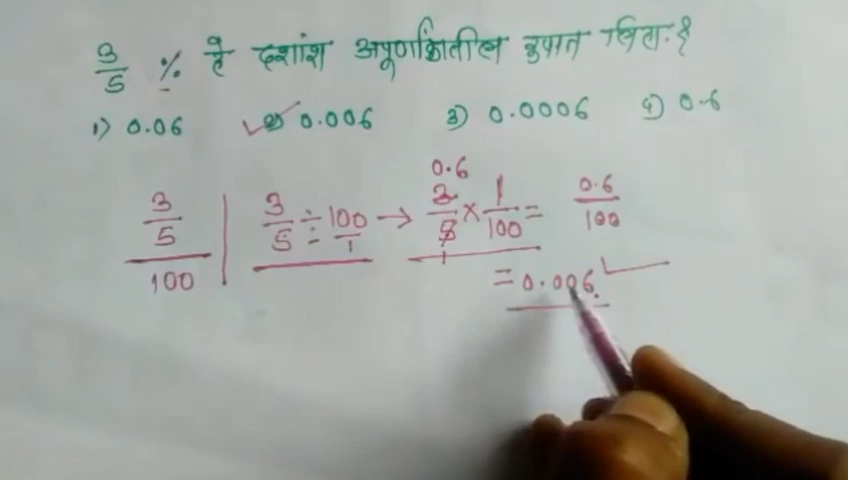 3/5 % हे दशांश अपूर्णांकातील रुपात लिहा.
1) 0.06 2) 0.006 3) 0.0006 4) 0.6
3/5 / 100 | 3/5 ÷ 100/1 → 0.6 3/5 × 1/100 = 0.6/100
= 0.006